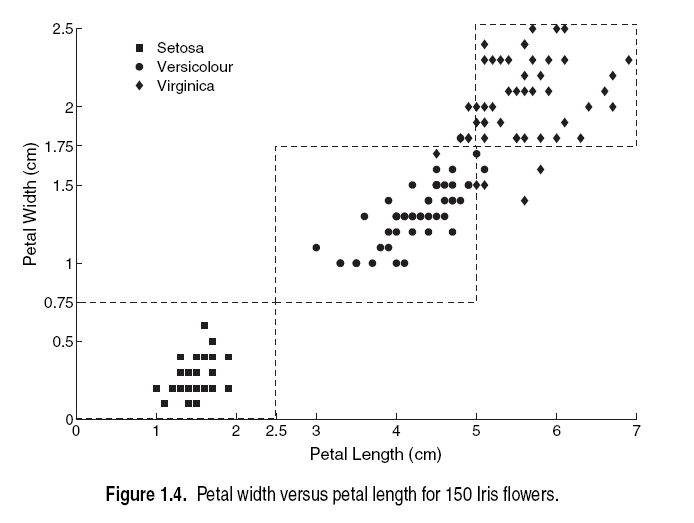 2.5
Setosa
Versicolour
Virginica
2
1.75
1.5
1
0.75
0.5
0
0 1 2 2.5 3 4 5 6 7
Petal Width (cm)
Petal Length (cm)
Figure 1.4. Petal width versus petal length for 150 Iris flowers.